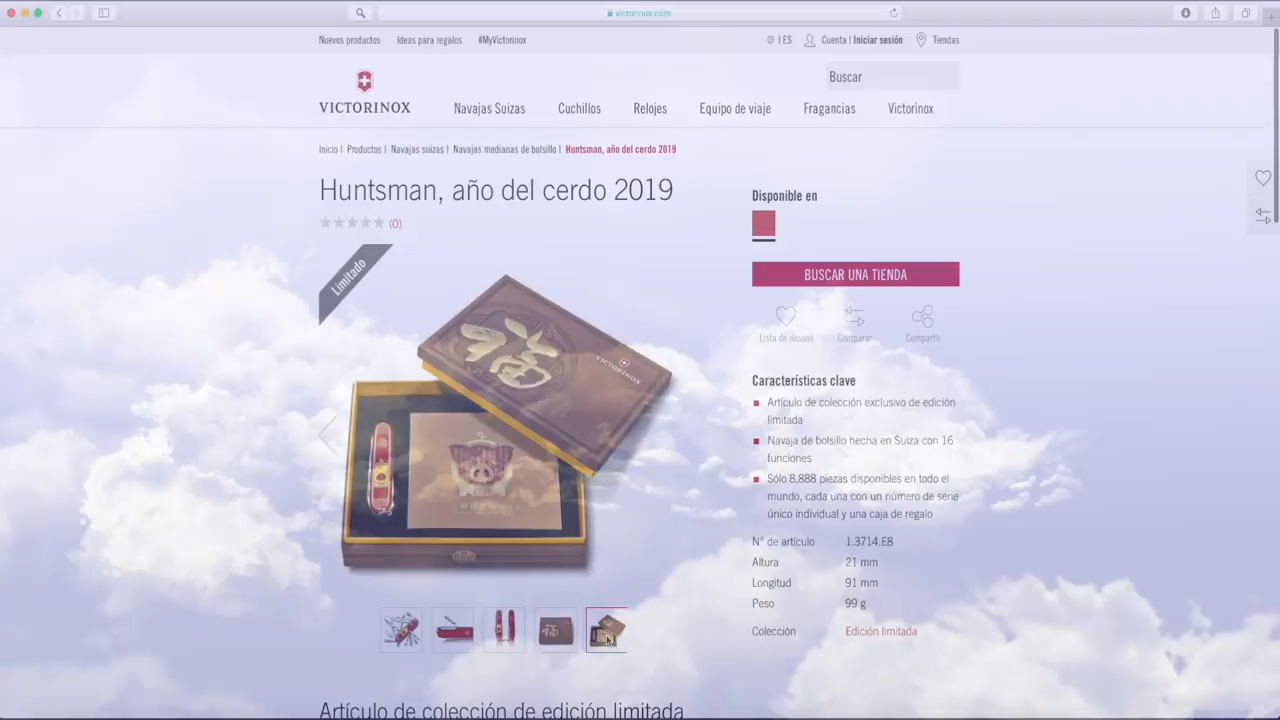 victorinox.com
Nuevos productos
Ideas para regalos
#MyVictorinox
| ES
Cuenta | Iniciar sesión
Tiendas
Buscar
VICTORINOX
Navajas Suizas
Cuchillos
Relojes
Equipo de viaje
Fragancias
Victorinox
Inicio | Productos | Navajas suizas | Navajas medianas de bolsillo | Huntsman, año del cerdo 2019
Huntsman, año del cerdo 2019
(0)
Limitado
福
VICTORINOX
Disponible en
BUSCAR UNA TIENDA
Lista de deseos
Comparar
Compartir
Características clave
Artículo de colección exclusivo de edición
limitada
Navaja de bolsillo hecha en Suiza con 16
funciones
Sólo 8,888 piezas disponibles en todo el
mundo, cada una con un número de serie
único individual y una caja de regalo
N° de artículo 1.3714.E8
Altura 21 mm
Longitud 91 mm
Peso 99 g
Colección Edición limitada
Artículo de colección de edición limitada